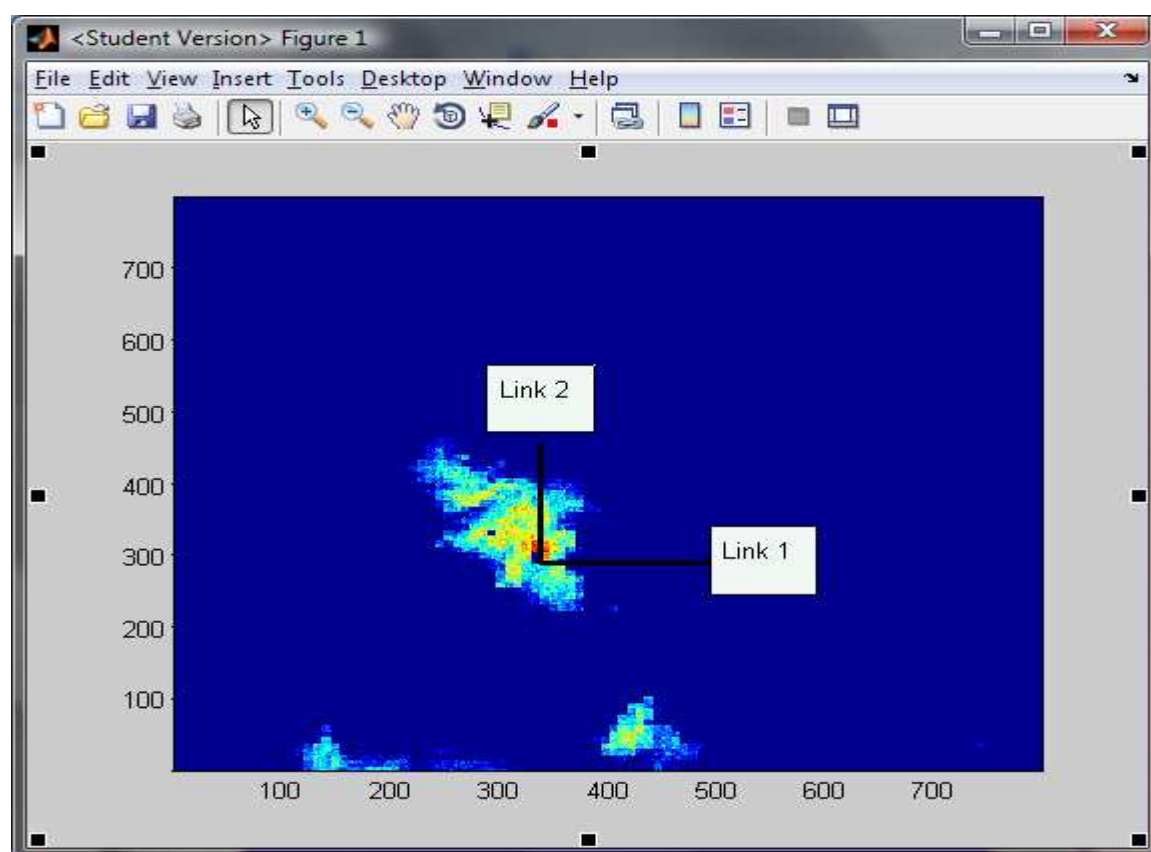 <Student Version> Figure 1
File Edit View Insert Tools Desktop Window Help
700
600
500
400
300
200
100
Link 2
Link 1
100 200 300 400 500 600 700